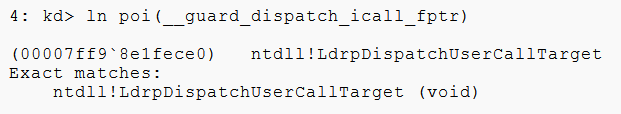 4: kd> ln poi(__guard_dispatch_icall_fptr)
(00007ff9`8e1fece0)   ntdll!LdrpDispatchUserCallTarget
Exact matches:
    ntdll!LdrpDispatchUserCallTarget (void)